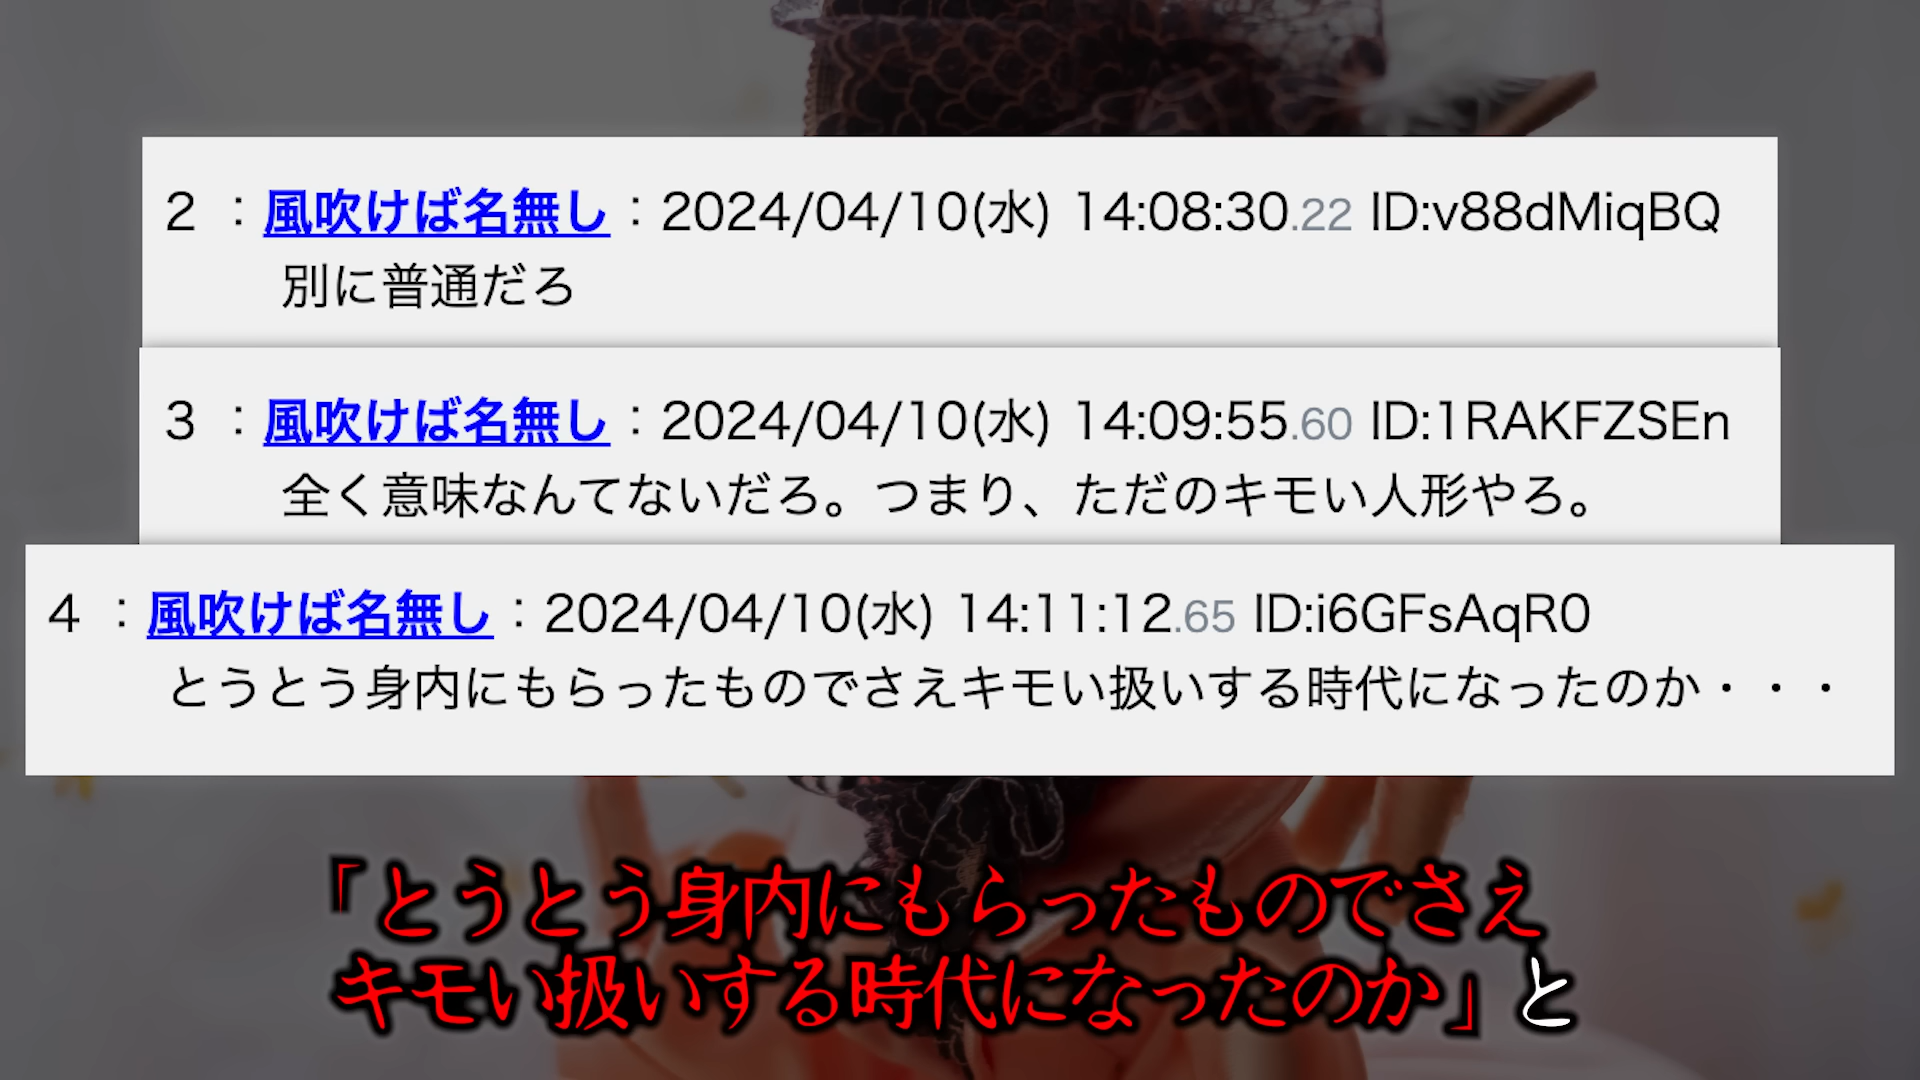 2 ：風吹けば名無し：2024/04/10(水) 14:08:30.22 ID:v88dMiqBQ
別に普通だろ
3 ：風吹けば名無し：2024/04/10(水) 14:09:55.60 ID:1RAKFZSEn
全く意味なんてないだろ。つまり、ただのキモい人形やろ。
4 ：風吹けば名無し：2024/04/10(水) 14:11:12.65 ID:i6GFsAqR0
とうとう身内にもらったものでさえキモい扱いする時代になったのか・・・
「とうとう身内にもらったものでさえ
キモい扱いする時代になったのか」と